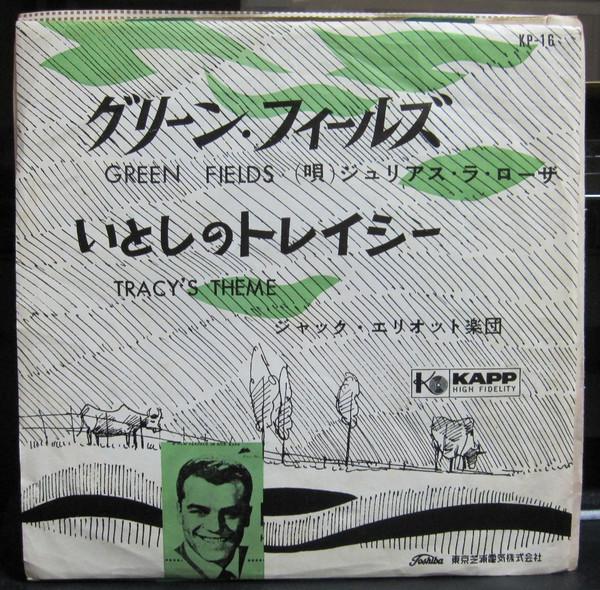 KP-16
グリーン・フィールズ
GREEN FIELDS (唄)ジュリアス・ラ・ローザ
いとしのトレイシー
TRACY'S THEME
ジャック・エリオット楽団
K KAPP
HIGH FIDELITY
Toshiba 東京芝浦電気株式会社